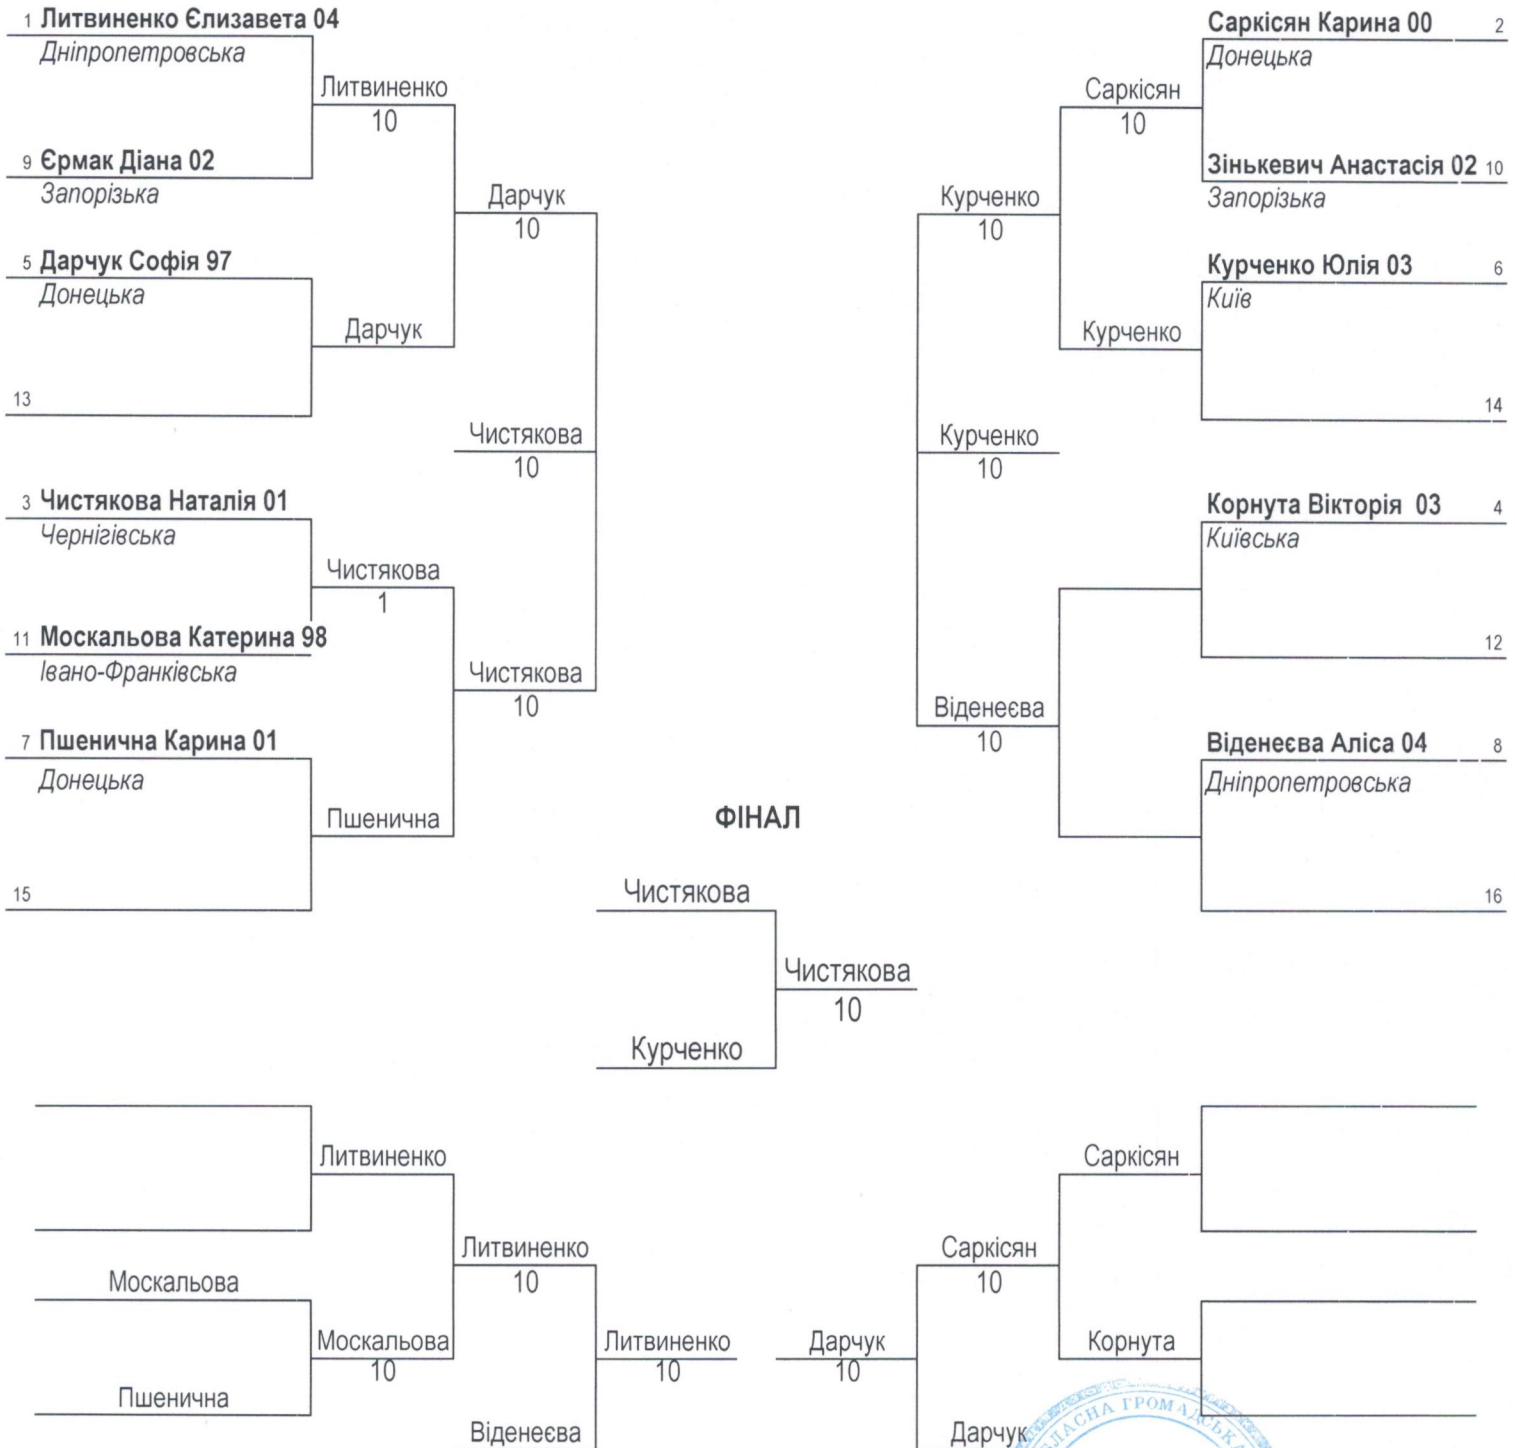 1 Литвиненко Єлизавета 04
Дніпропетровська
Литвиненко
10
9 Єрмак Діана 02
Запорізька
Дарчук
10
5 Дарчук Софія 97
Донецька
Дарчук
13
Чистякова
10
3 Чистякова Наталія 01
Чернігівська
Чистякова
1
11 Москальова Катерина 98
Івано-Франківська
Чистякова
10
7 Пшенична Карина 01
Донецька
Пшенична
15
Саркісян Карина 00 2
Донецька
Саркісян
10
Зінькевич Анастасія 02 10
Запорізька
Курченко
10
Курченко Юлія 03 6
Київ
Курченко
14
Курченко
10
Корнута Вікторія 03 4
Київська
12
Віденеєва
10
Віденеєва Аліса 04 8
Дніпропетровська
16
ФІНАЛ
Чистякова
Чистякова
10
Курченко
Литвиненко
Литвиненко
10
Москальова
Москальова
10
Пшенична
Литвиненко
10
Віденеєва
Саркісян
Саркісян
10
Корнута
Дарчук
10
Дарчук
ОБЛАСНА ГРОМАДСЬКА